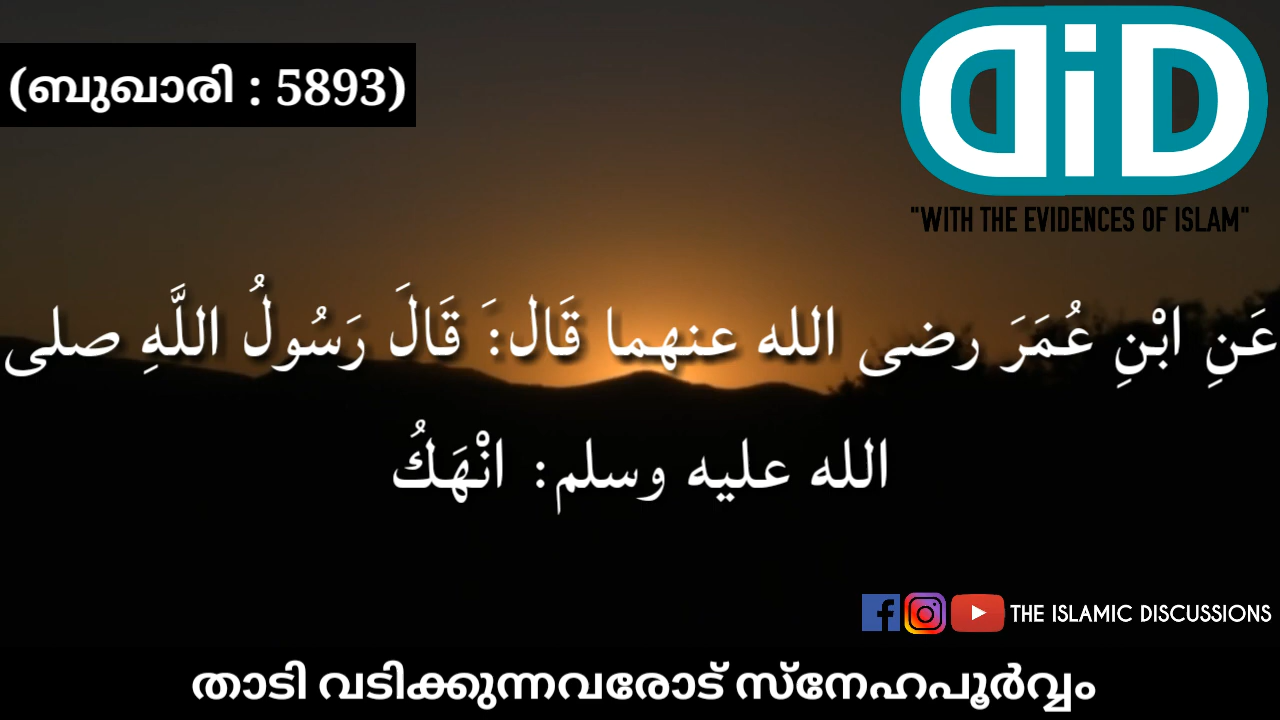 (ബുഖാരി : 5893)
DiD
"WITH THE EVIDENCES OF ISLAM"
عَنِ ابْنِ عُمَرَ رضى الله عنهما قَال:َ قَالَ رَسُولُ اللَّهِ صلى
الله عليه وسلم: انْهَكُ
THE ISLAMIC DISCUSSIONS
താടി വടിക്കുന്നവരോട് സ്നേഹപൂർവ്വം